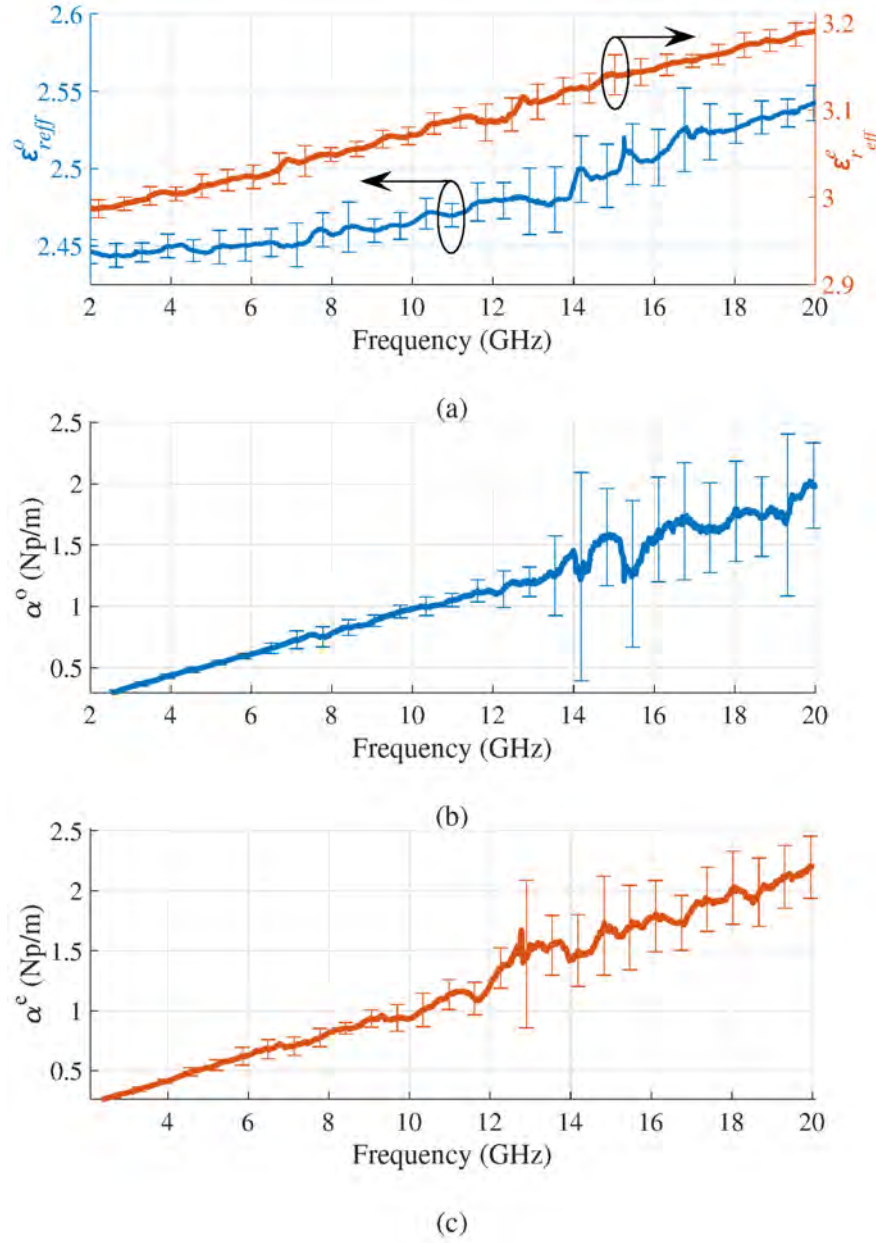 2.6
2.55
2.5
2.45
ε^o_reff
3.2
3.1
3
2.9
ε^e_r_eff
2 4 6 8 10 12 14 16 18 20
Frequency (GHz)
(a)
2.5
2
1.5
1
0.5
α^o (Np/m)
2 4 6 8 10 12 14 16 18 20
Frequency (GHz)
(b)
2.5
2
1.5
1
0.5
α^e (Np/m)
4 6 8 10 12 14 16 18 20
Frequency (GHz)
(c)